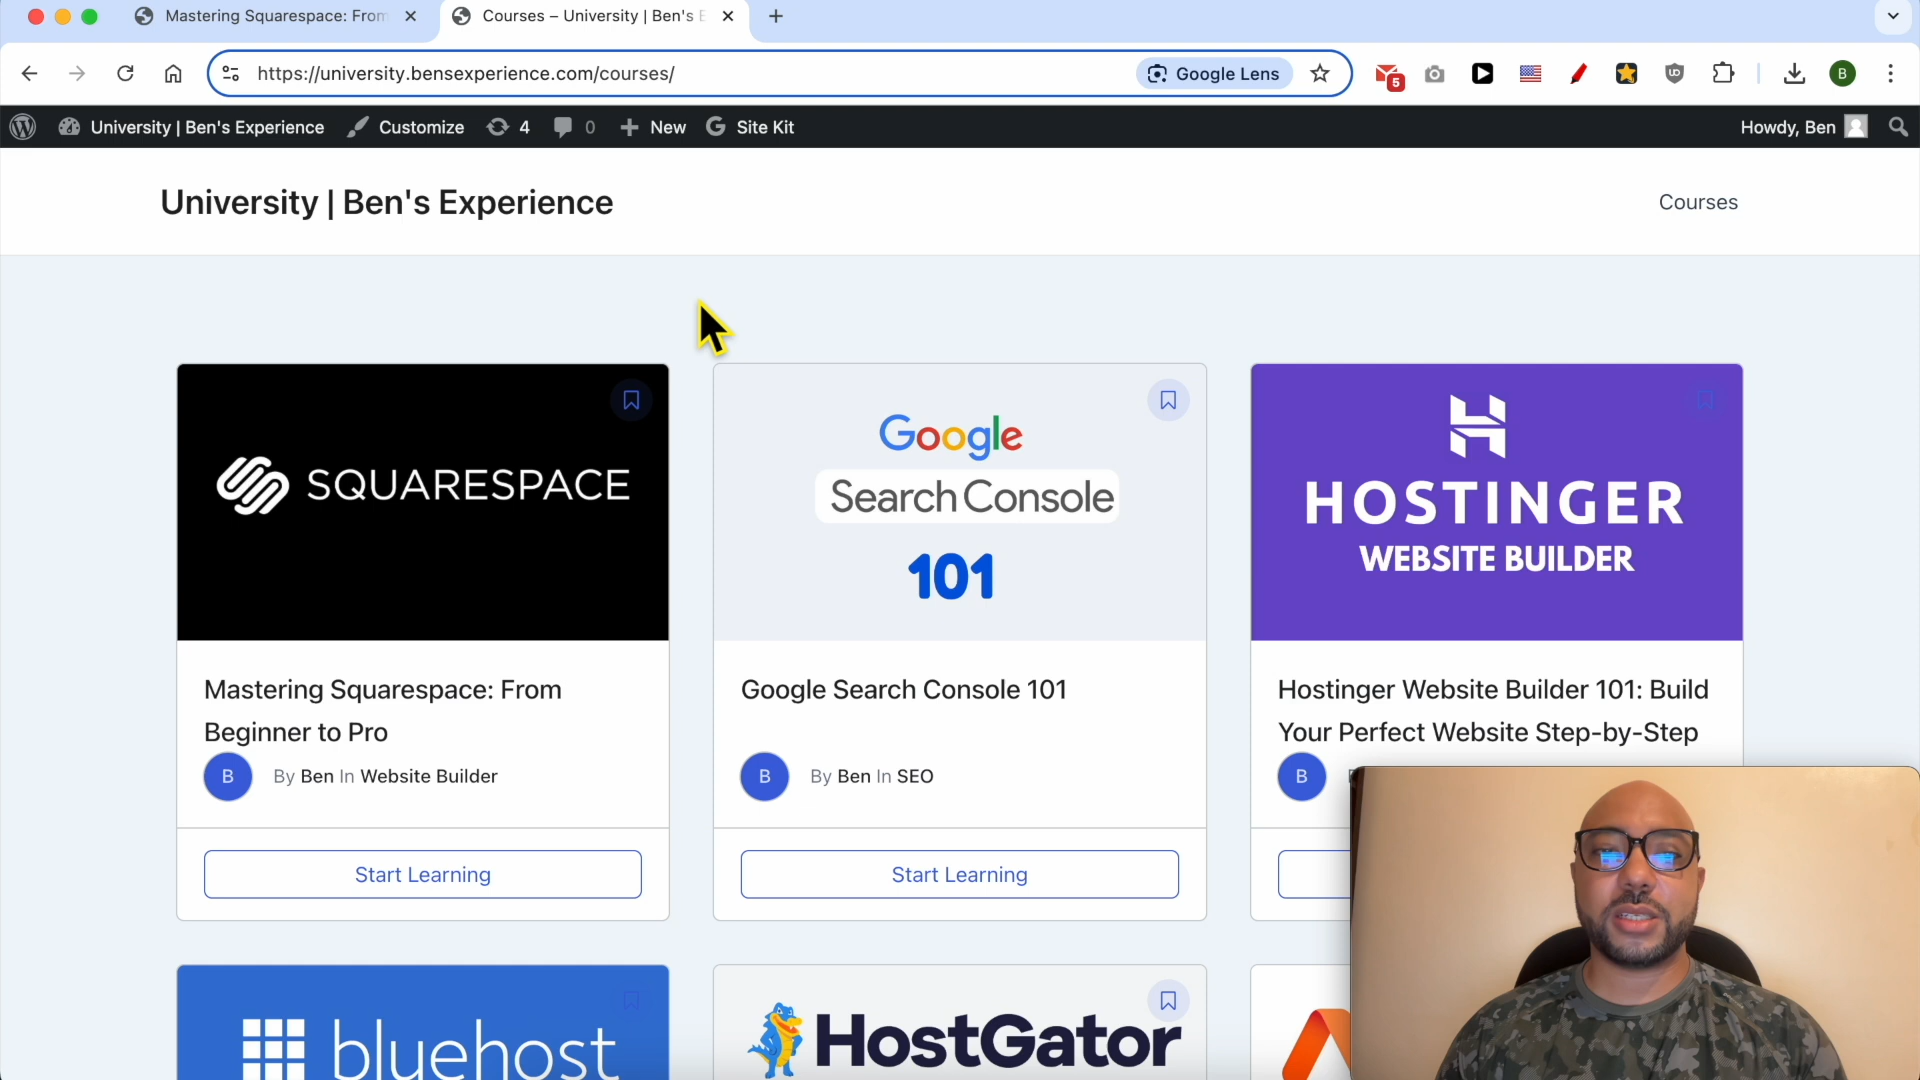 Mastering Squarespace: From
Courses – University | Ben's E
https://university.bensexperience.com/courses/
Google Lens
5
B
University | Ben's Experience
Customize
4
0
New
Site Kit
Howdy, Ben
University | Ben's Experience
Courses
SQUARESPACE
Google
Search Console
101
HOSTINGER
WEBSITE BUILDER
Mastering Squarespace: From
Beginner to Pro
B
By Ben In Website Builder
Start Learning
Google Search Console 101
B
By Ben In SEO
Start Learning
Hostinger Website Builder 101: Build
Your Perfect Website Step-by-Step
B
bluehost
HostGator